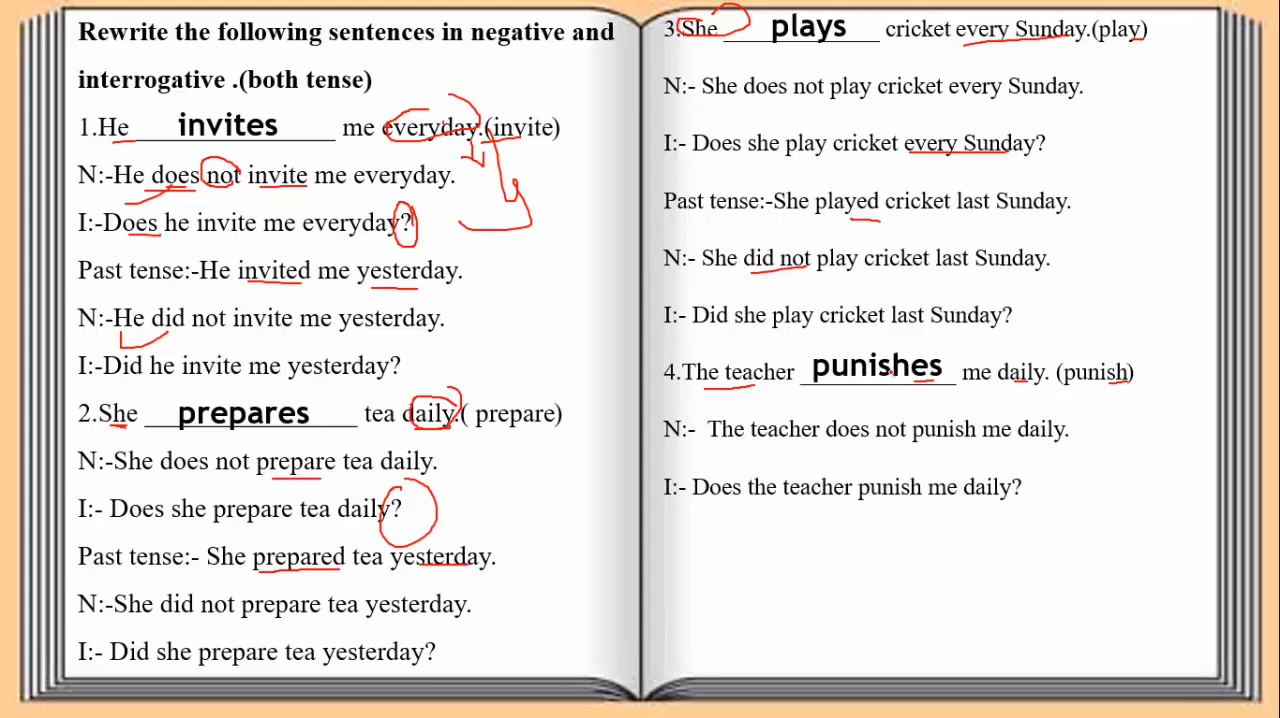 Rewrite the following sentences in negative and
interrogative .(both tense)
1.He invites me everyday.(invite)
N:-He does not invite me everyday.
I:-Does he invite me everyday?
Past tense:-He invited me yesterday.
N:-He did not invite me yesterday.
I:-Did he invite me yesterday?
2.She prepares tea daily.( prepare)
N:-She does not prepare tea daily.
I:- Does she prepare tea daily?
Past tense:- She prepared tea yesterday.
N:-She did not prepare tea yesterday.
I:- Did she prepare tea yesterday?
3.She plays cricket every Sunday.(play)
N:- She does not play cricket every Sunday.
I:- Does she play cricket every Sunday?
Past tense:-She played cricket last Sunday.
N:- She did not play cricket last Sunday.
I:- Did she play cricket last Sunday?
4.The teacher punishes me daily. (punish)
N:- The teacher does not punish me daily.
I:- Does the teacher punish me daily?